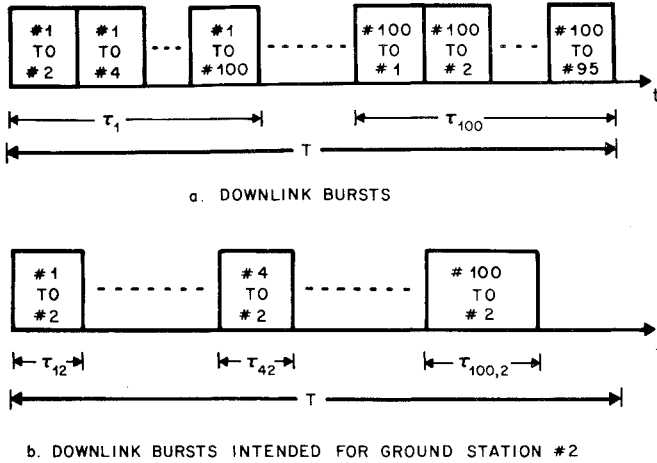 #1 #1 #1 #100 #100 #100
TO TO ··· TO ······· TO TO ··· TO
#2 #4 #100 #1 #2 #95
t
τ1 τ100
T
a. DOWNLINK BURSTS
#1 #4 #100
TO TO TO
#2 #2 #2
τ12 τ42 τ100,2
T
b. DOWNLINK BURSTS INTENDED FOR GROUND STATION #2